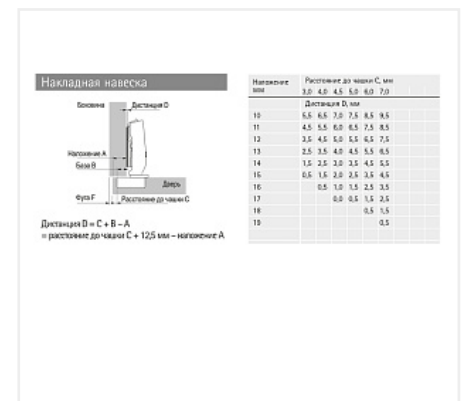 Накладная навеска
Боковина
Дистанция D
Наложение A
База B
Дверь
Фуга F
Расстояние до чашки C
Дистанция D = C + B – A
= расстояние до чашки C + 12,5 мм – наложение A
Наложение Расстояние до чашки C, мм
мм 3,0 4,0 4,5 5,0 6,0 7,0
Дистанция D, мм
10 5,5 6,5 7,0 7,5 8,5 9,5
11 4,5 5,5 6,0 6,5 7,5 8,5
12 3,5 4,5 5,0 5,5 6,5 7,5
13 2,5 3,5 4,0 4,5 5,5 6,5
14 1,5 2,5 3,0 3,5 4,5 5,5
15 0,5 1,5 2,0 2,5 3,5 4,5
16 0,5 1,0 1,5 2,5 3,5
17 0,0 0,5 1,5 2,5
18 0,5 1,5
19 0,5